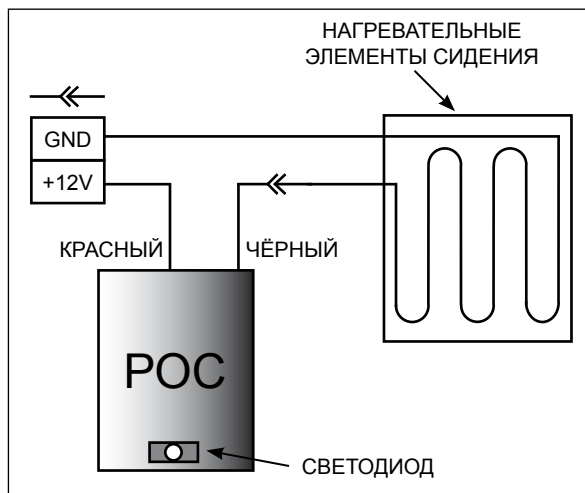 НАГРЕВАТЕЛЬНЫЕ
ЭЛЕМЕНТЫ СИДЕНИЯ
GND
+12V
КРАСНЫЙ
ЧЁРНЫЙ
РОС
СВЕТОДИОД